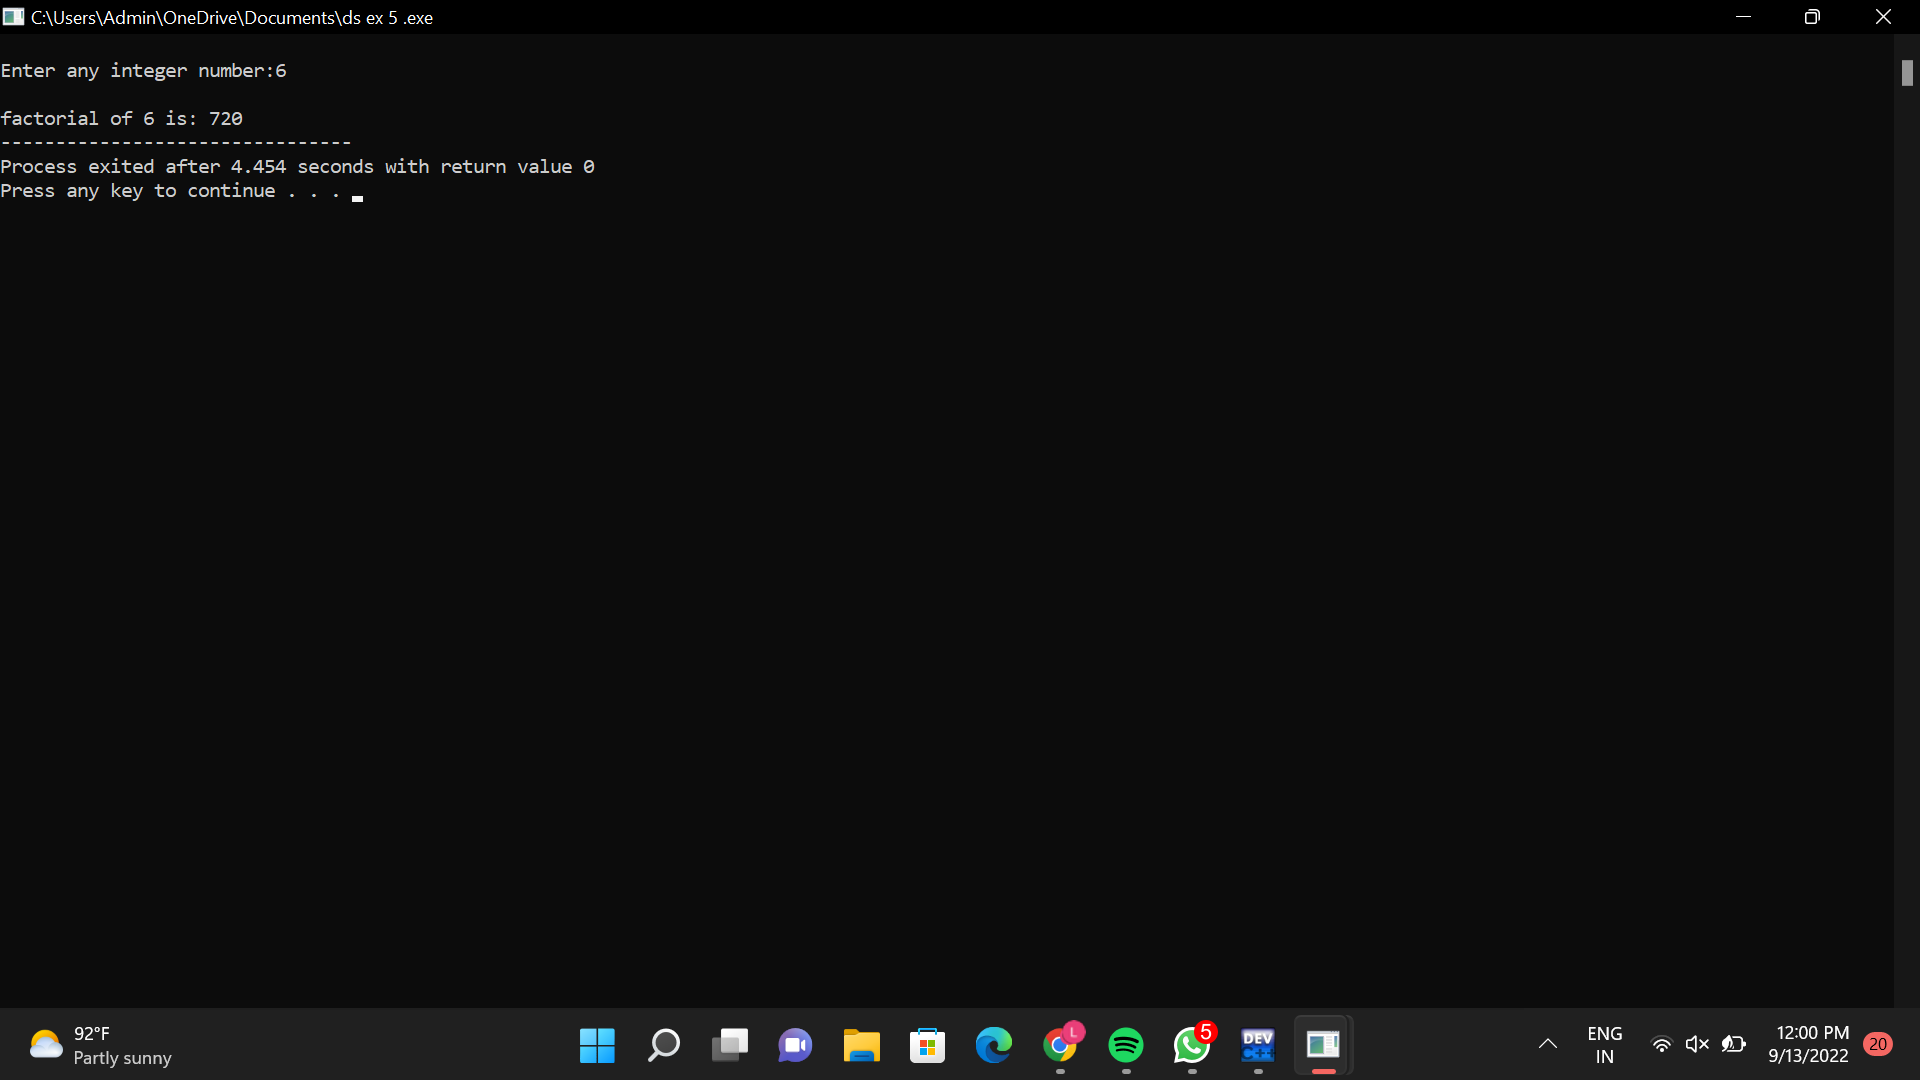 C:\Users\Admin\OneDrive\Documents\ds ex 5 .exe
Enter any integer number:6
factorial of 6 is: 720
--------------------------------
Process exited after 4.454 seconds with return value 0
Press any key to continue . . .
92°F
Partly sunny
L
5
DEV
C++
ENG
IN
12:00 PM
9/13/2022
20